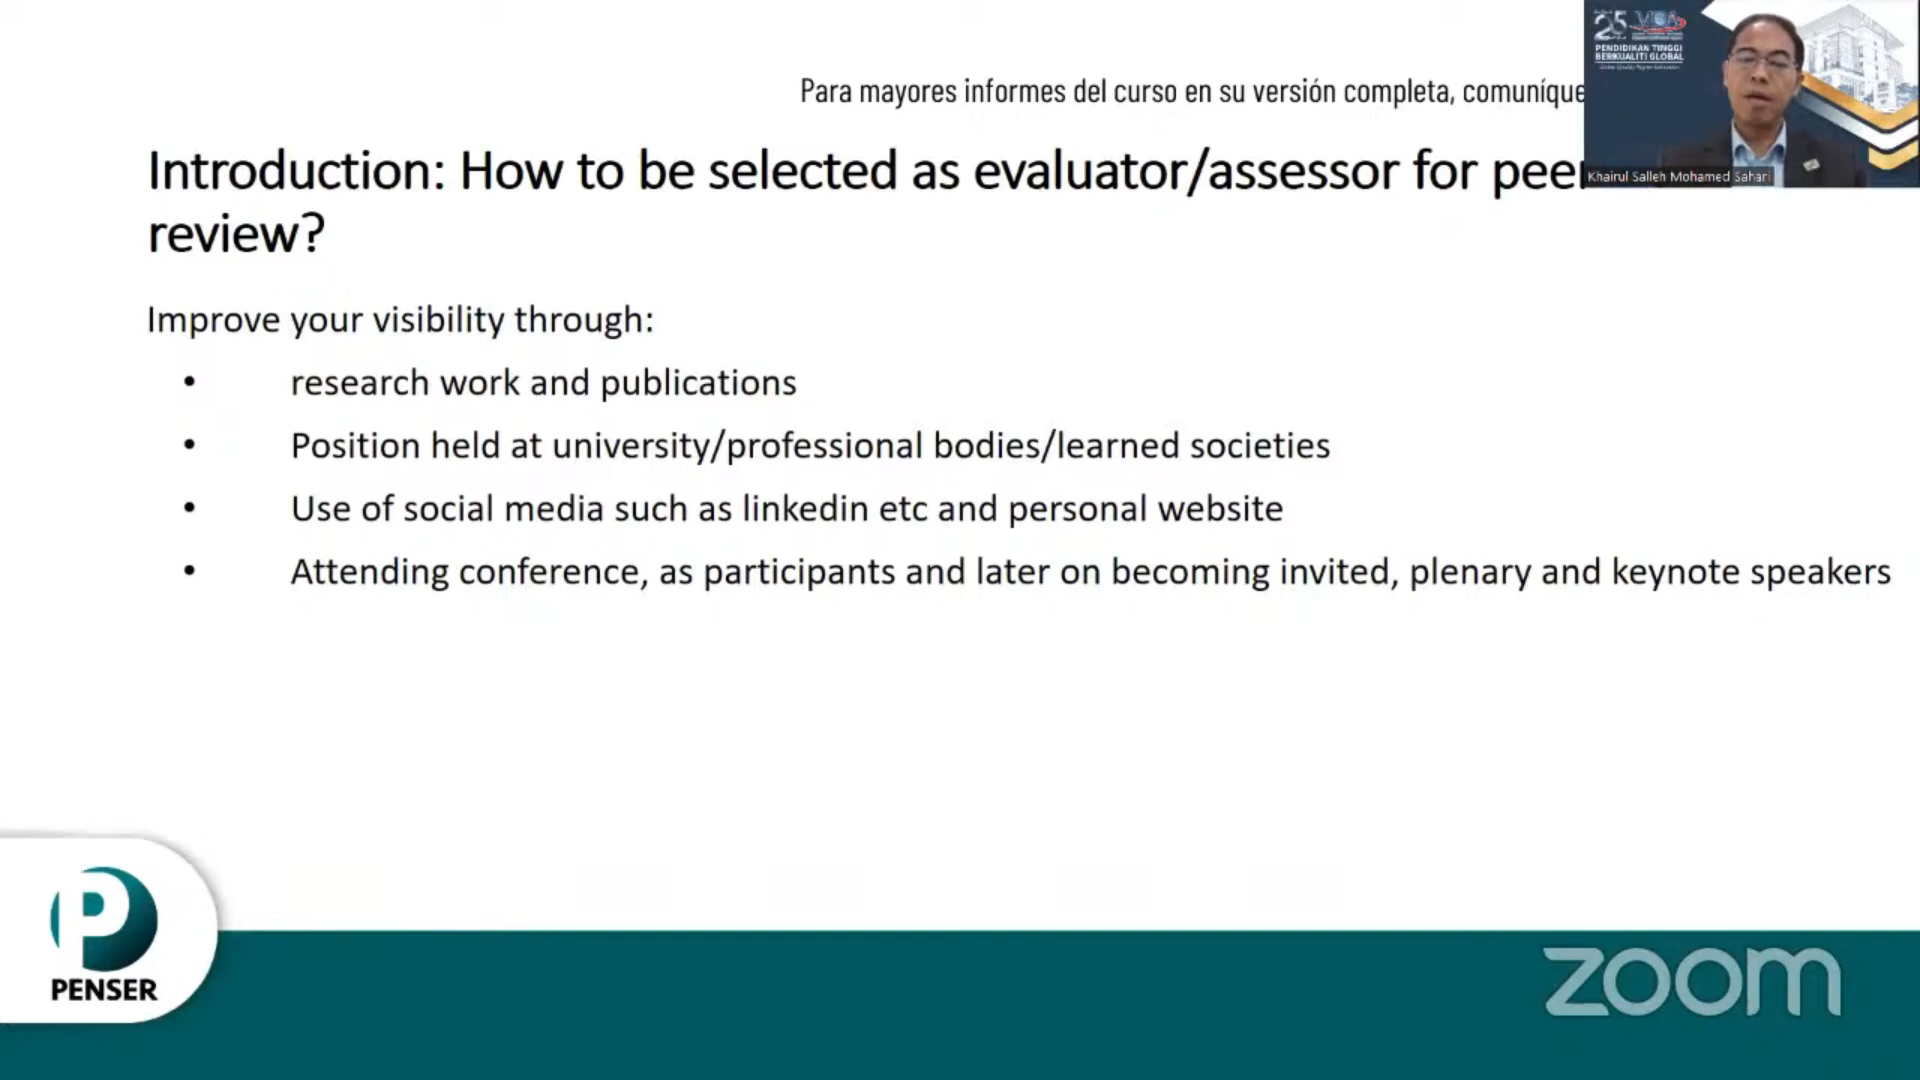 Para mayores informes del curso en su versión completa, comuníque
Introduction: How to be selected as evaluator/assessor for peer
review?
Improve your visibility through:
• research work and publications
• Position held at university/professional bodies/learned societies
• Use of social media such as linkedin etc and personal website
• Attending conference, as participants and later on becoming invited, plenary and keynote speakers
25
PENDIDIKAN TINGGI
BERKUALITI GLOBAL
Khairul Salleh Mohamed Sahari
P
PENSER
zoom